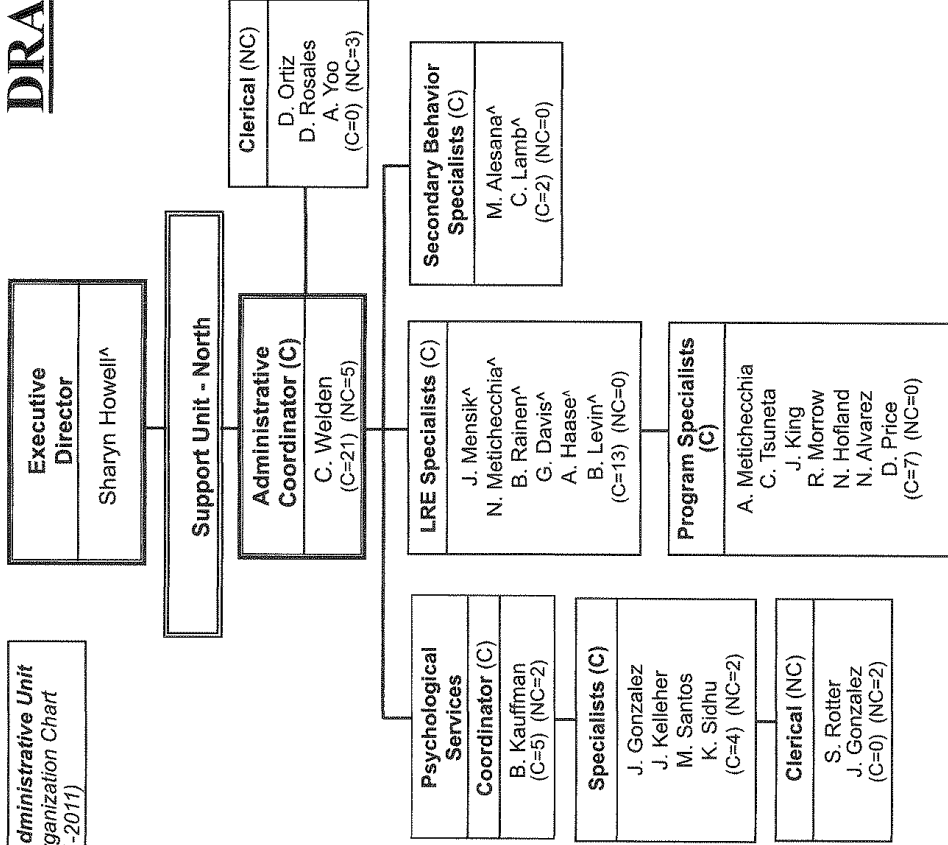 DRA
dministrative Unit
ganization Chart
-2011)
Executive
Director
Sharyn Howell^
Support Unit - North
Administrative
Coordinator (C)
C. Welden
(C=21) (NC=5)
Clerical (NC)
D. Ortiz
D. Rosales
A. Yoo
(C=0) (NC=3)
Psychological
Services
Coordinator (C)
B. Kauffman
(C=5) (NC=2)
Specialists (C)
J. Gonzalez
J. Kelleher
M. Santos
K. Sidhu
(C=4) (NC=2)
Clerical (NC)
S. Rotter
J. Gonzalez
(C=0) (NC=2)
LRE Specialists (C)
J. Mensik^
N. Metichecchia^
B. Rainen^
G. Davis^
A. Haase^
B. Levin^
(C=13) (NC=0)
Program Specialists
(C)
A. Metichecchia
C. Tsuneta
J. King
R. Morrow
N. Hofland
N. Alvarez
D. Price
(C=7) (NC=0)
Secondary Behavior
Specialists (C)
M. Alesana^
C. Lamb^
(C=2) (NC=0)